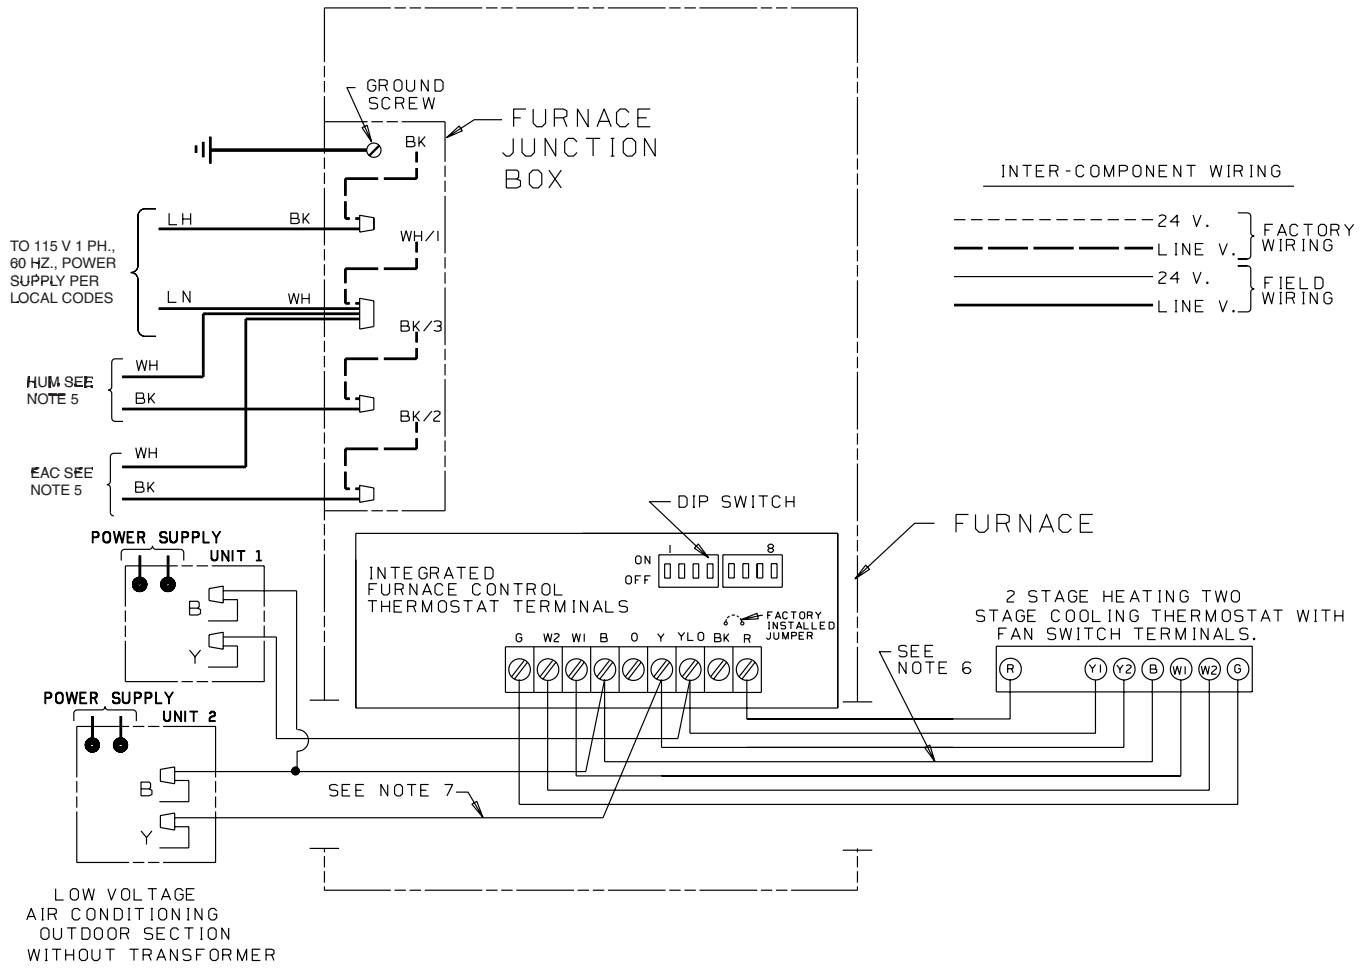 GROUND
SCREW
FURNACE
JUNCTION
BOX
BK
LH
BK
TO 115 V 1 PH.,
60 HZ., POWER
SUPPLY PER
LOCAL CODES
WH/1
LN
WH
BK/3
WH
HUM SEE
NOTE 5
BK
BK/2
WH
EAC SEE
NOTE 5
BK
INTER-COMPONENT WIRING
24 V.
LINE V.
FACTORY
WIRING
24 V.
LINE V.
FIELD
WIRING
DIP SWITCH
FURNACE
POWER SUPPLY
UNIT 1
B
Y
POWER SUPPLY
UNIT 2
B
Y
INTEGRATED
FURNACE CONTROL
THERMOSTAT TERMINALS
1
8
ON
OFF
FACTORY
INSTALLED
JUMPER
G W2 W1 B O Y YLO BK R
SEE
NOTE 6
2 STAGE HEATING TWO
STAGE COOLING THERMOSTAT WITH
FAN SWITCH TERMINALS.
R Y1 Y2 B W1 W2 G
SEE NOTE 7
LOW VOLTAGE
AIR CONDITIONING
OUTDOOR SECTION
WITHOUT TRANSFORMER